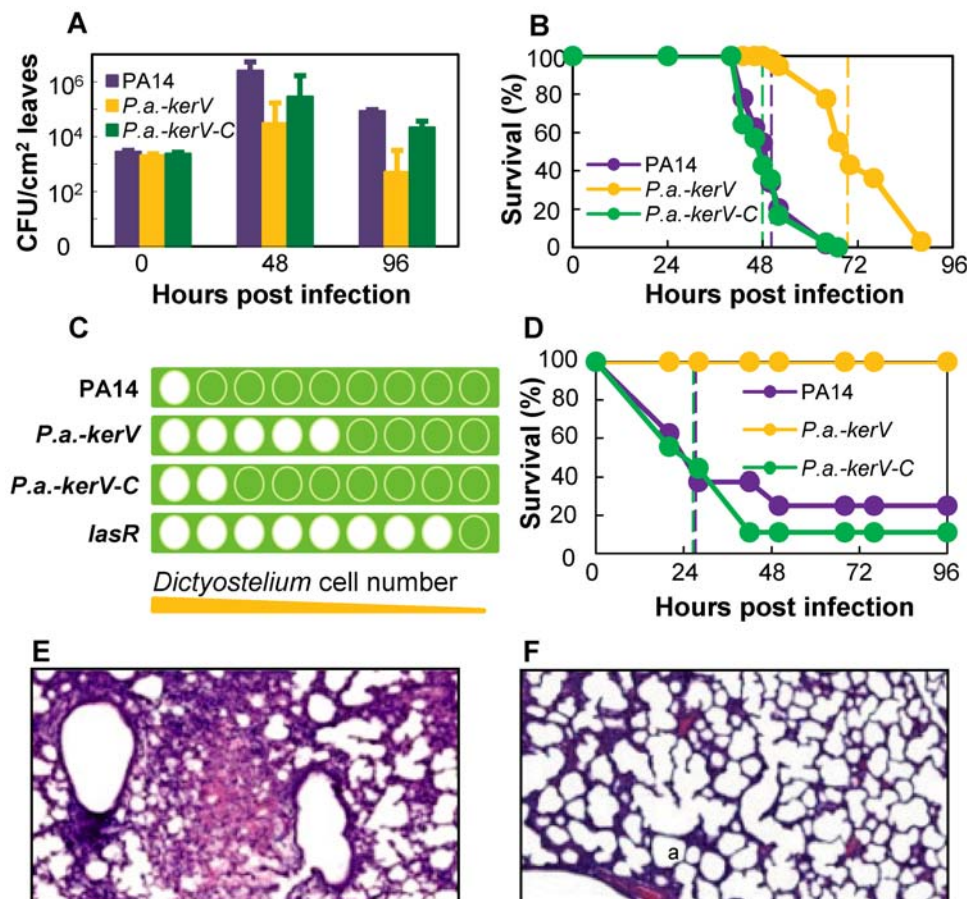 A
CFU/cm² leaves
10⁶
10⁴
10²
0
PA14
P.a.-kerV
P.a.-kerV-C
0 48 96
Hours post infection
B
Survival (%)
100
80
60
40
20
0
PA14
P.a.-kerV
P.a.-kerV-C
0 24 48 72 96
Hours post infection
C
PA14
P.a.-kerV
P.a.-kerV-C
lasR
Dictyostelium cell number
D
Survival (%)
100
80
60
40
20
0
PA14
P.a.-kerV
P.a.-kerV-C
0 24 48 72 96
Hours post infection
E
F
a